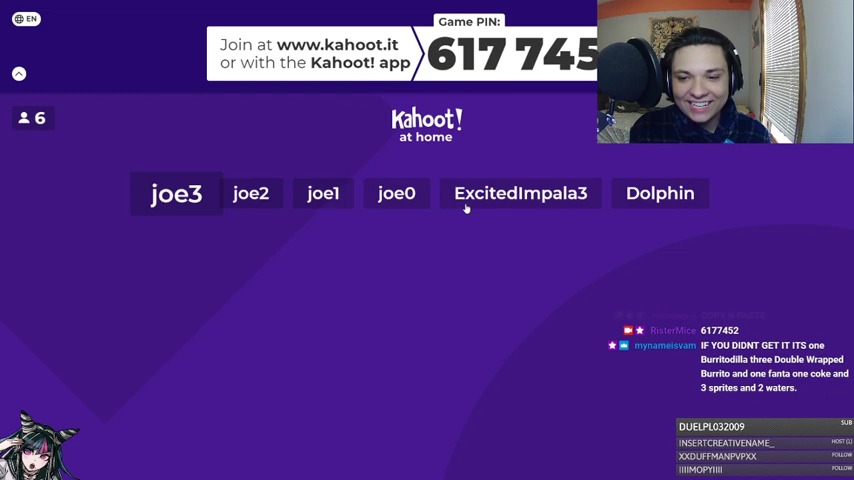 EN
Game PIN:
Join at www.kahoot.it
or with the Kahoot! app
617 745
6
Kahoot!
at home
joe3
joe2
joe1
joe0
ExcitedImpala3
Dolphin
RisterMice 6177452
mynameisvam IF YOU DIDNT GET IT ITS one
Burritodilla three Double Wrapped
Burrito and one fanta one coke and
3 sprites and 2 waters.
DUELPL032009 SUB
INSERTCREATIVENAME_ HOST (1)
XXDUFFMANPVPXX FOLLOW
IIIIMOPYIIII FOLLOW